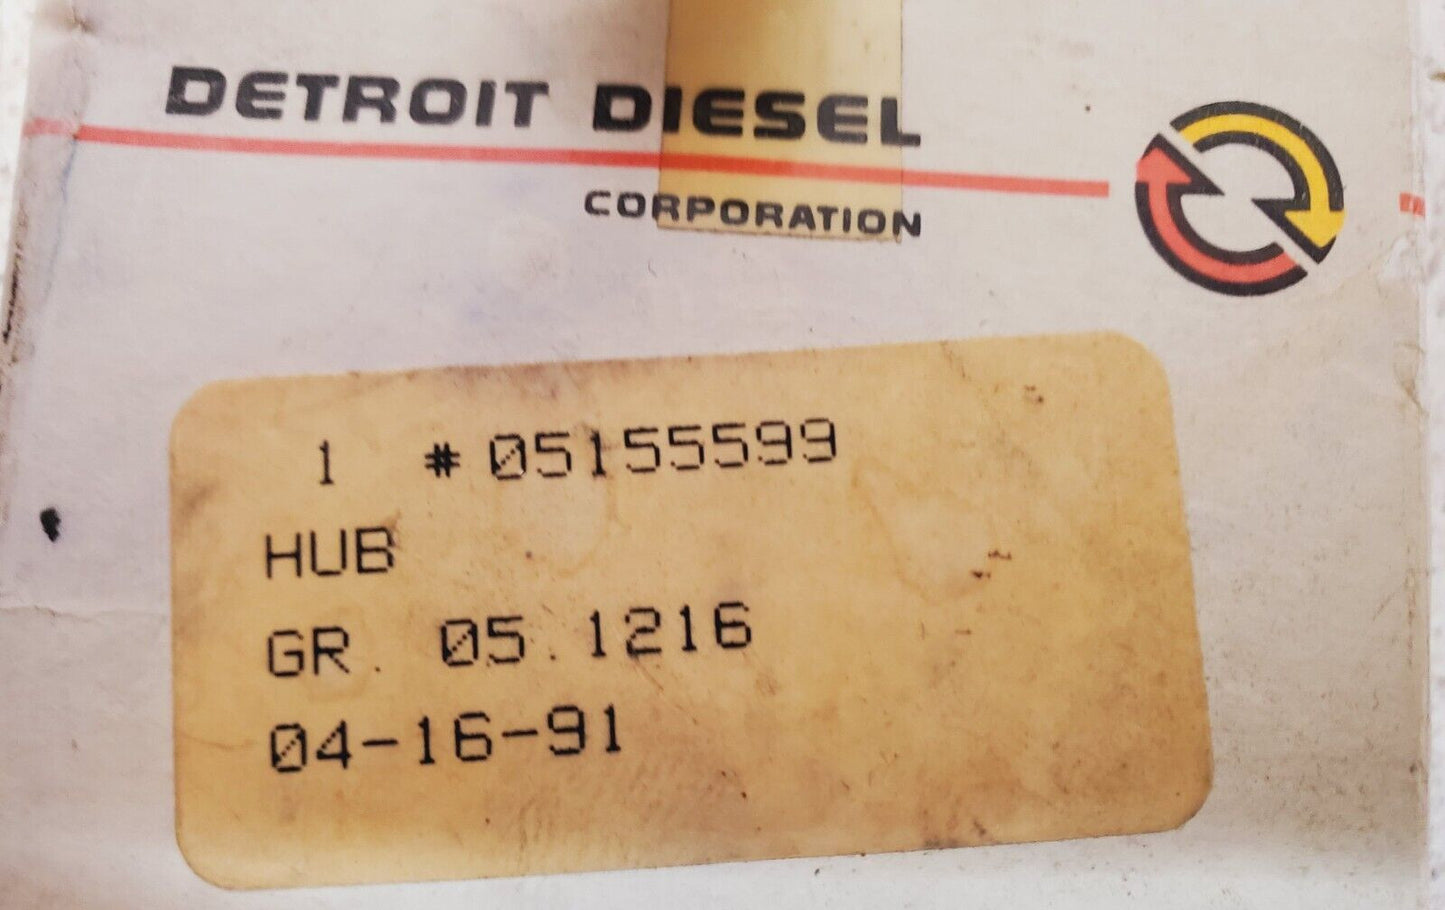 DETROIT DIESEL
CORPORATION
1 #05155599
HUB
GR. 05.1216
04-16-91